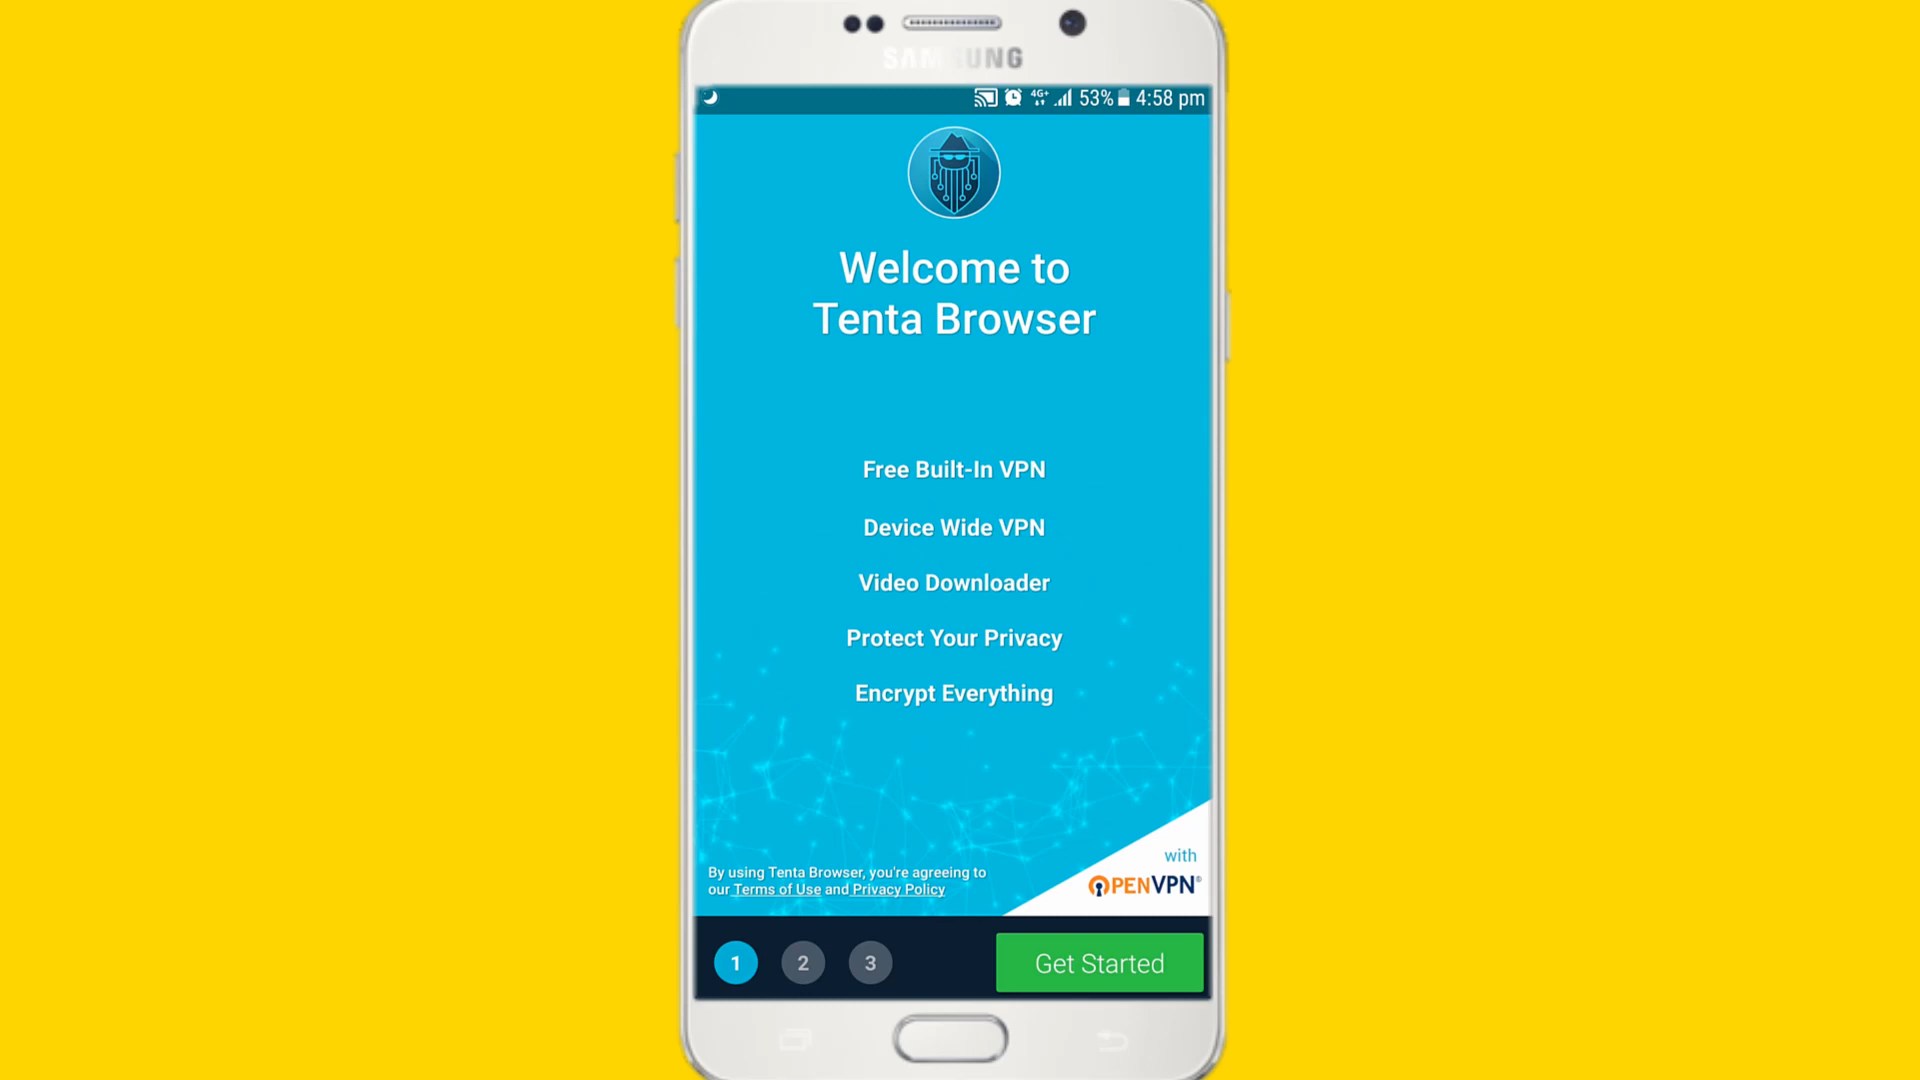 SAMSUNG
4G+ 53% 4:58 pm
Welcome to
Tenta Browser
Free Built-In VPN
Device Wide VPN
Video Downloader
Protect Your Privacy
Encrypt Everything
with
OPENVPN®
By using Tenta Browser, you're agreeing to
our Terms of Use and Privacy Policy
1 2 3 Get Started